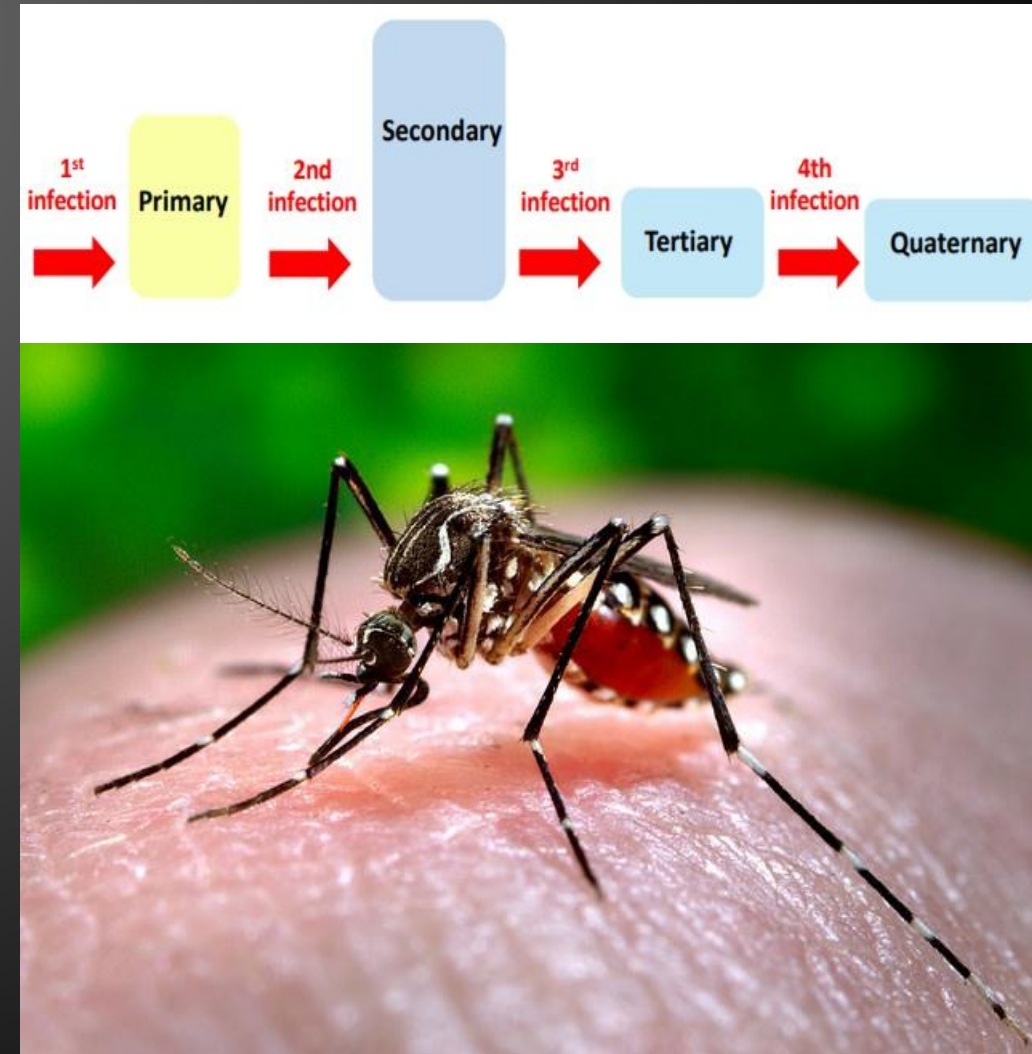 1st
infection
Primary
2nd
infection
Secondary
3rd
infection
Tertiary
4th
infection
Quaternary